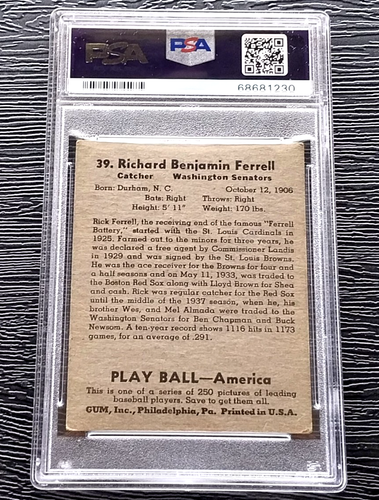 PSA PSA
68681230
39. Richard Benjamin Ferrell
Catcher Washington Senators
Born: Durham, N. C. October 12, 1906
Bats: Right Throws: Right
Height: 5' 11" Weight: 170 lbs.
Rick Ferrell, the receiving end of the famous "Ferrell
Battery," started with the St. Louis Cardinals in
1925. Farmed out to the minors for three years, he
was declared a free agent by Commissioner Landis
in 1929 and was signed by the St. Louis Browns.
He was the ace receiver for the Browns for four and
a half seasons and on May 11, 1933, was traded to
the Boston Red Sox along with Lloyd Brown for Shea
and cash. Rick was regular catcher for the Red Sox
until the middle of the 1937 season, when he, his
brother Wes, and Mel Almada were traded to the
Washington Senators for Ben Chapman, and Buck
Newsom. A ten-year record shows 1116 hits in 1173
games, for an average of .291.
PLAY BALL—America
This is one of a series of 250 pictures of leading
baseball players. Save to get them all.
GUM, Inc., Philadelphia, Pa. Printed in U.S.A.